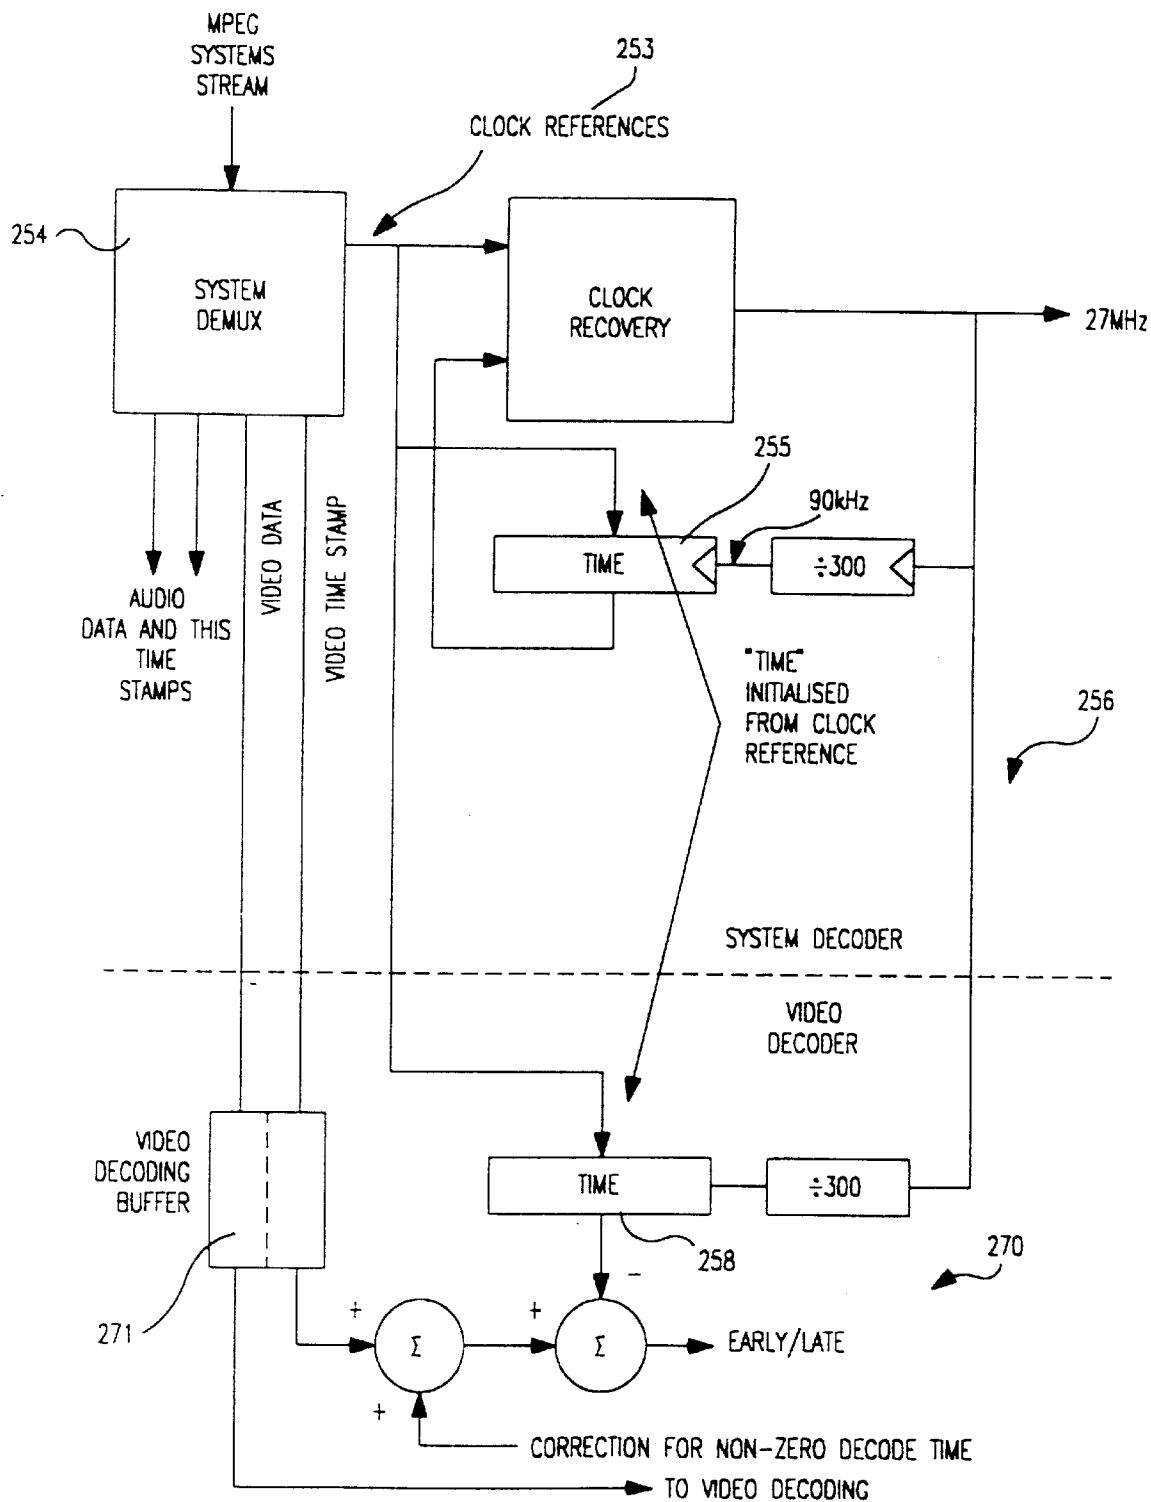 MPEG
SYSTEMS
STREAM
253
CLOCK REFERENCES
254
SYSTEM
DEMUX
CLOCK
RECOVERY
27MHz
255
90kHz
TIME
÷300
VIDEO DATA
VIDEO TIME STAMP
AUDIO
DATA AND THIS
TIME
STAMPS
"TIME"
INITIALISED
FROM CLOCK
REFERENCE
256
SYSTEM DECODER
VIDEO
DECODER
VIDEO
DECODING
BUFFER
TIME
÷300
258
270
271
−
+
+
Σ
Σ
EARLY/LATE
+
CORRECTION FOR NON-ZERO DECODE TIME
TO VIDEO DECODING